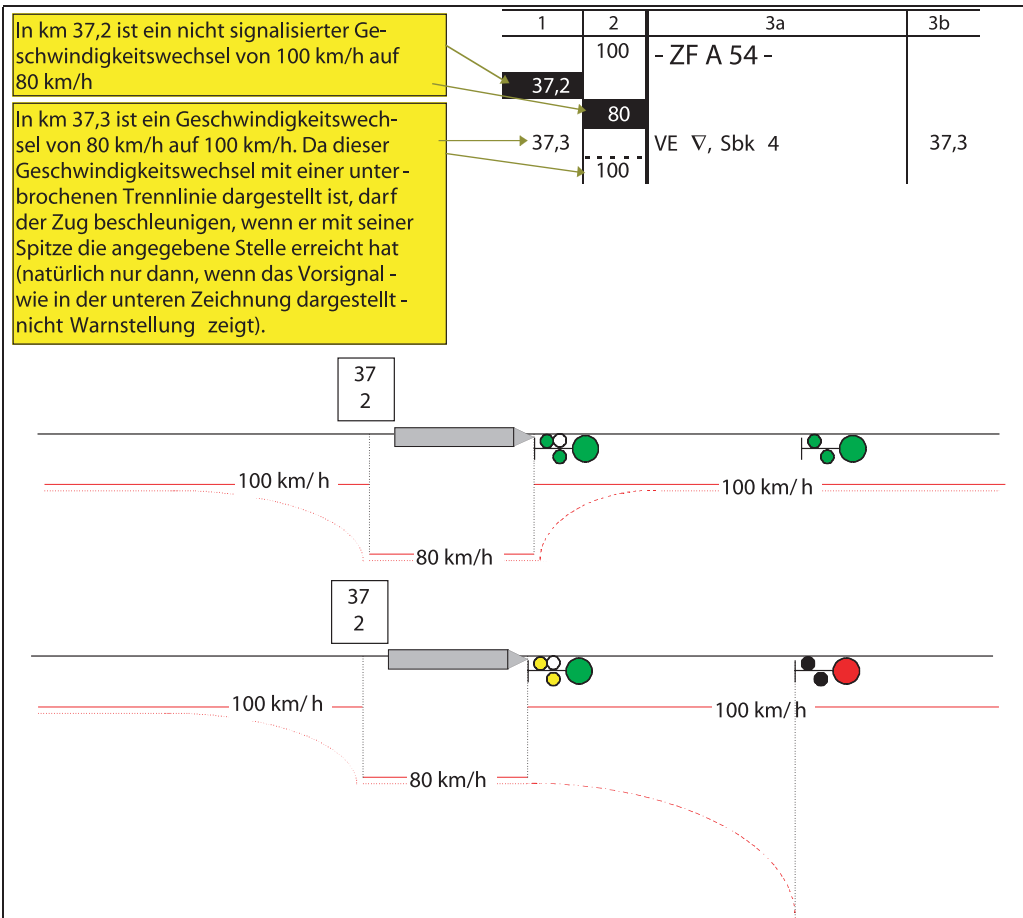 In km 37,2 ist ein nicht signalisierter Ge-
schwindigkeitswechsel von 100 km/h auf
80 km/h
In km 37,3 ist ein Geschwindigkeitswech-
sel von 80 km/h auf 100 km/h. Da dieser
Geschwindigkeitswechsel mit einer unter-
brochenen Trennlinie dargestellt ist, darf
der Zug beschleunigen, wenn er mit seiner
Spitze die angegebene Stelle erreicht hat
(natürlich nur dann, wenn das Vorsignal -
wie in der unteren Zeichnung dargestellt -
nicht Warnstellung zeigt).
1 2 3a 3b
100 - ZF A 54 -
37,2
80
37,3 VE ∇, Sbk 4 37,3
100
37
2
100 km/h 100 km/h
80 km/h
37
2
100 km/h 100 km/h
80 km/h